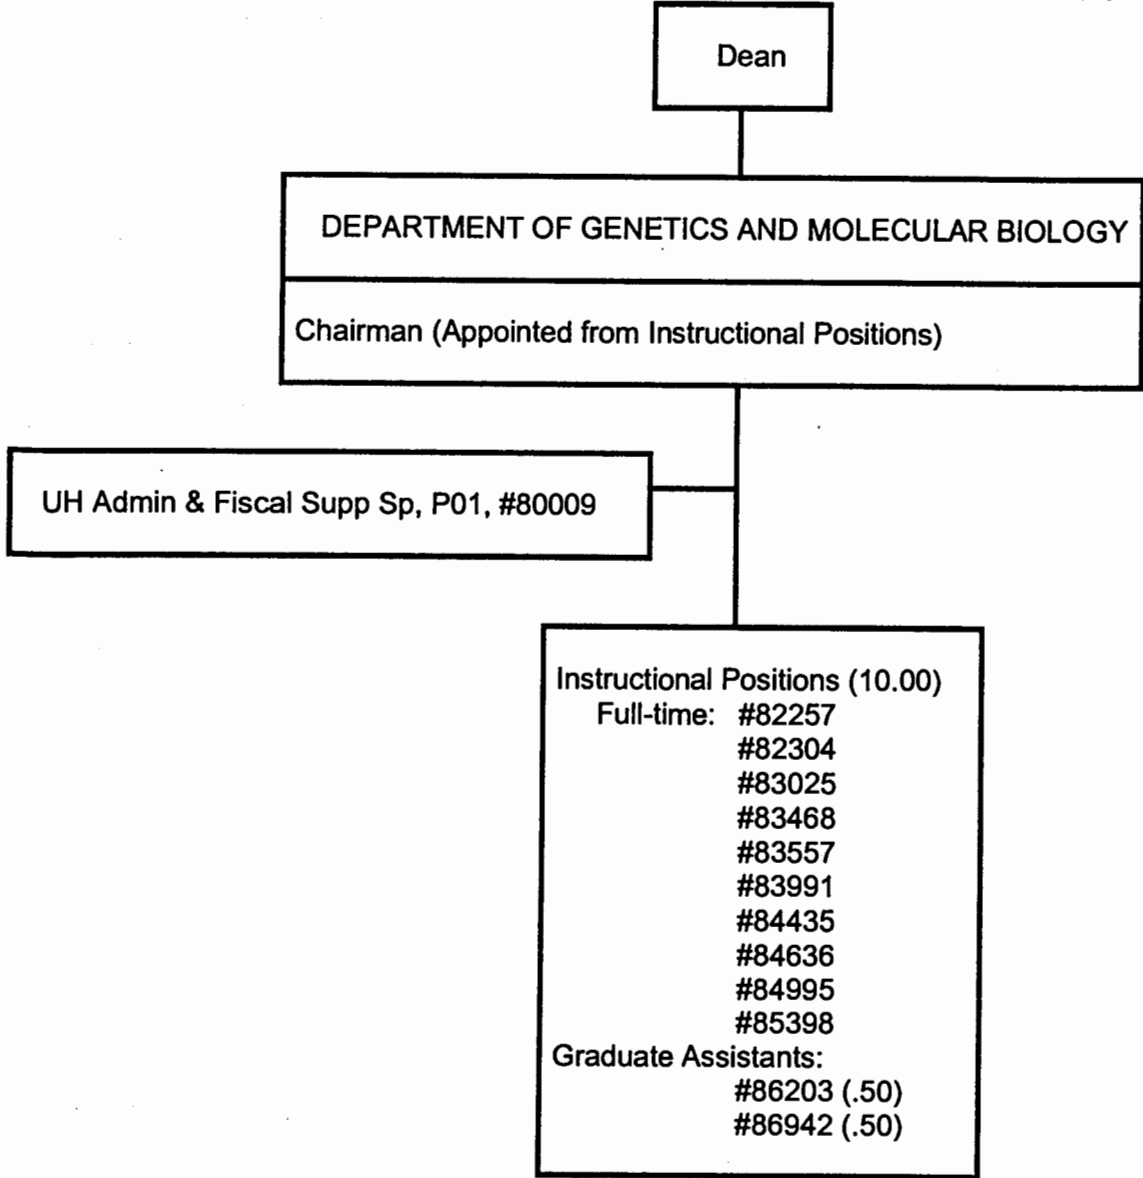 Dean
DEPARTMENT OF GENETICS AND MOLECULAR BIOLOGY
Chairman (Appointed from Instructional Positions)
UH Admin & Fiscal Supp Sp, P01, #80009
Instructional Positions (10.00)
Full-time: #82257
#82304
#83025
#83468
#83557
#83991
#84435
#84636
#84995
#85398
Graduate Assistants:
#86203 (.50)
#86942 (.50)